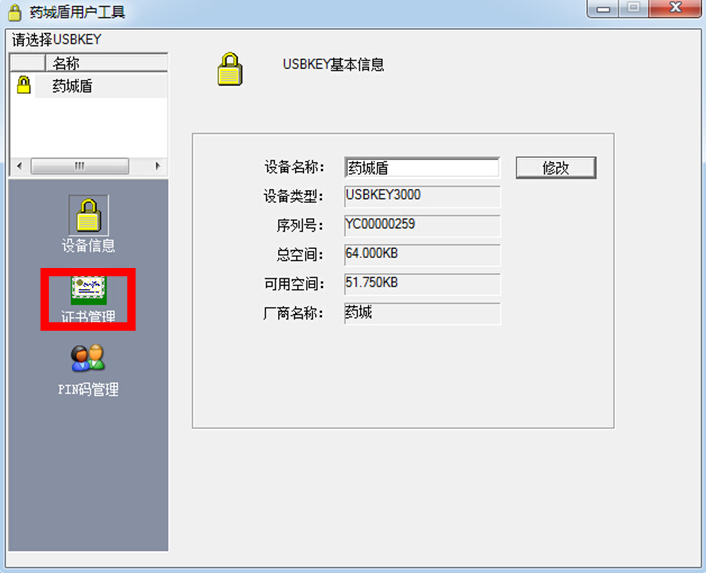 药城盾用户工具
请选择USBKEY
名称
药城盾
设备信息
证书管理
PIN码管理
USBKEY基本信息
设备名称： 药城盾 修改
设备类型： USBKEY3000
序列号： YC00000259
总空间： 64.000KB
可用空间： 51.750KB
厂商名称： 药城